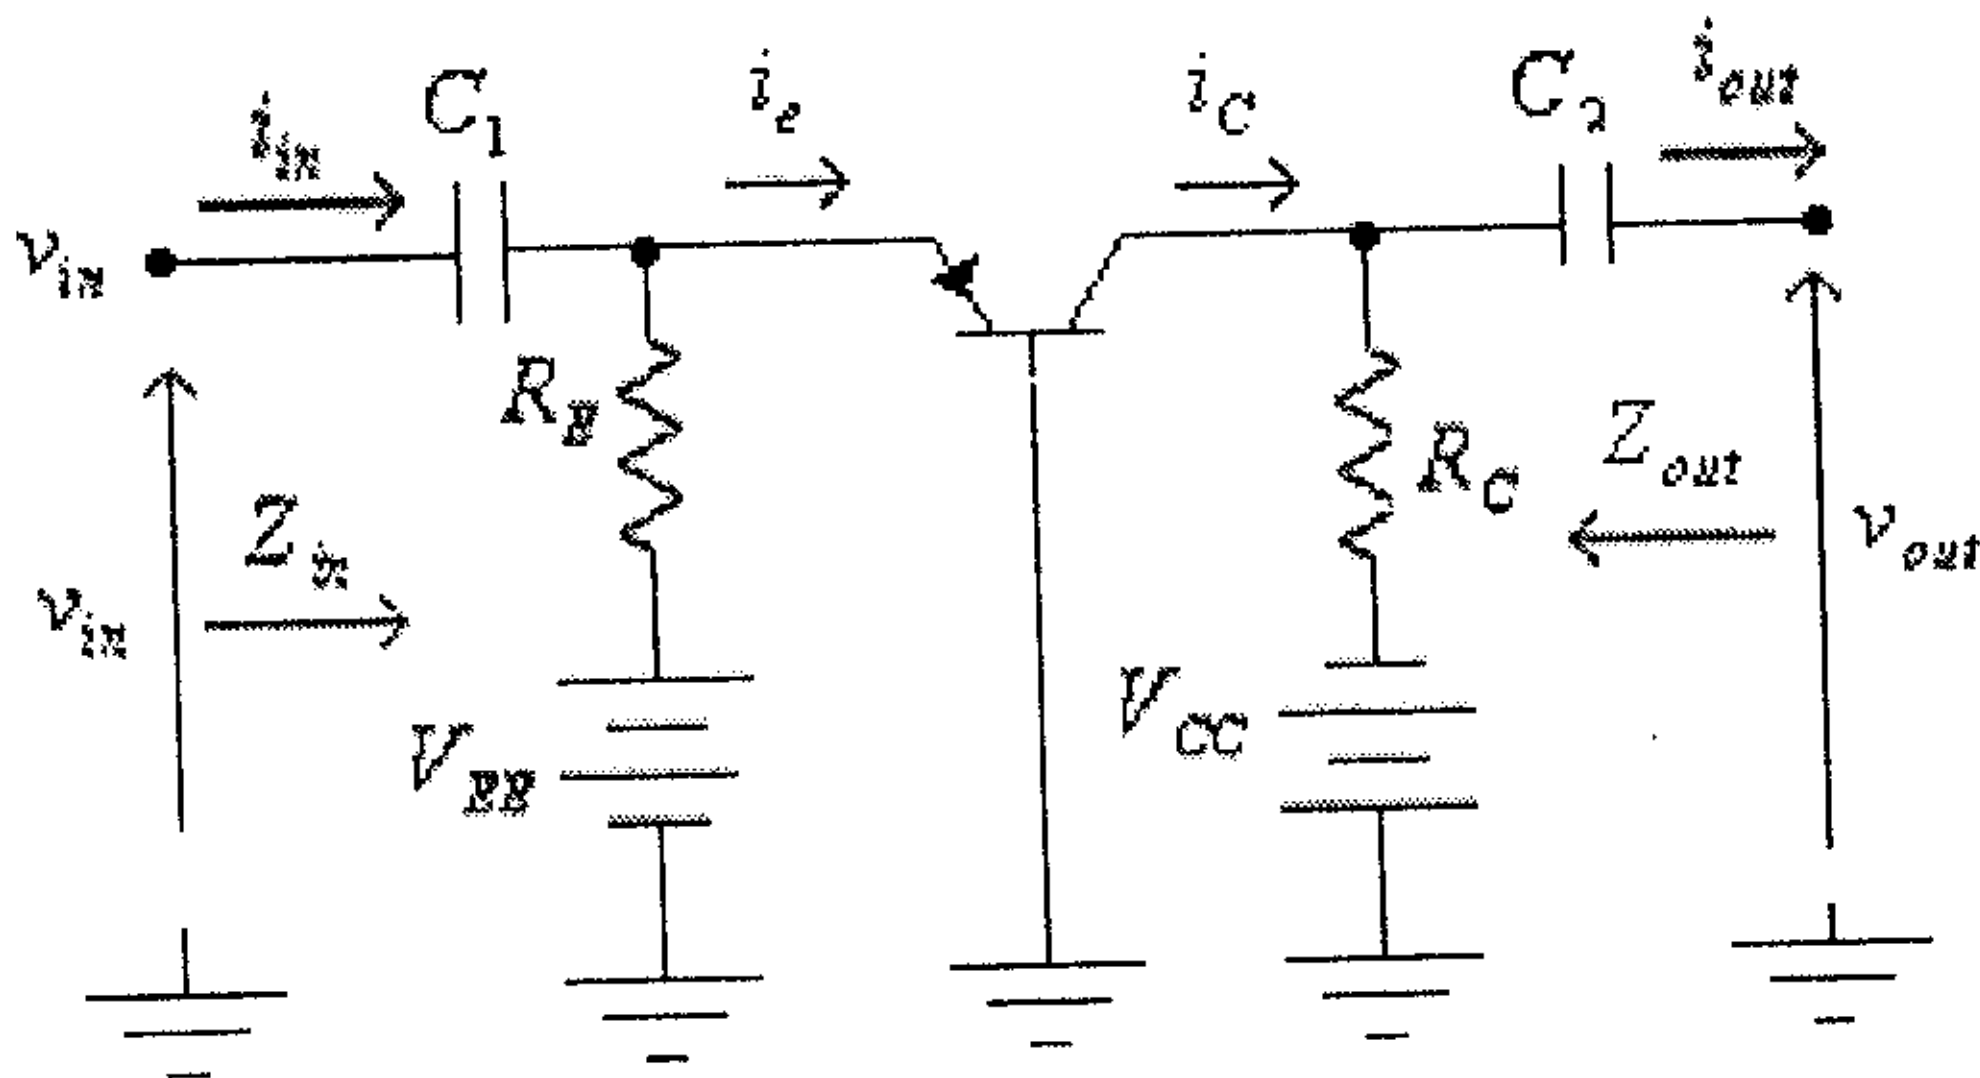 i_in C_1 i_e i_C C_2 i_out
v_in
R_E R_C Z_out
Z_in v_out
v_in
V_EE V_CC